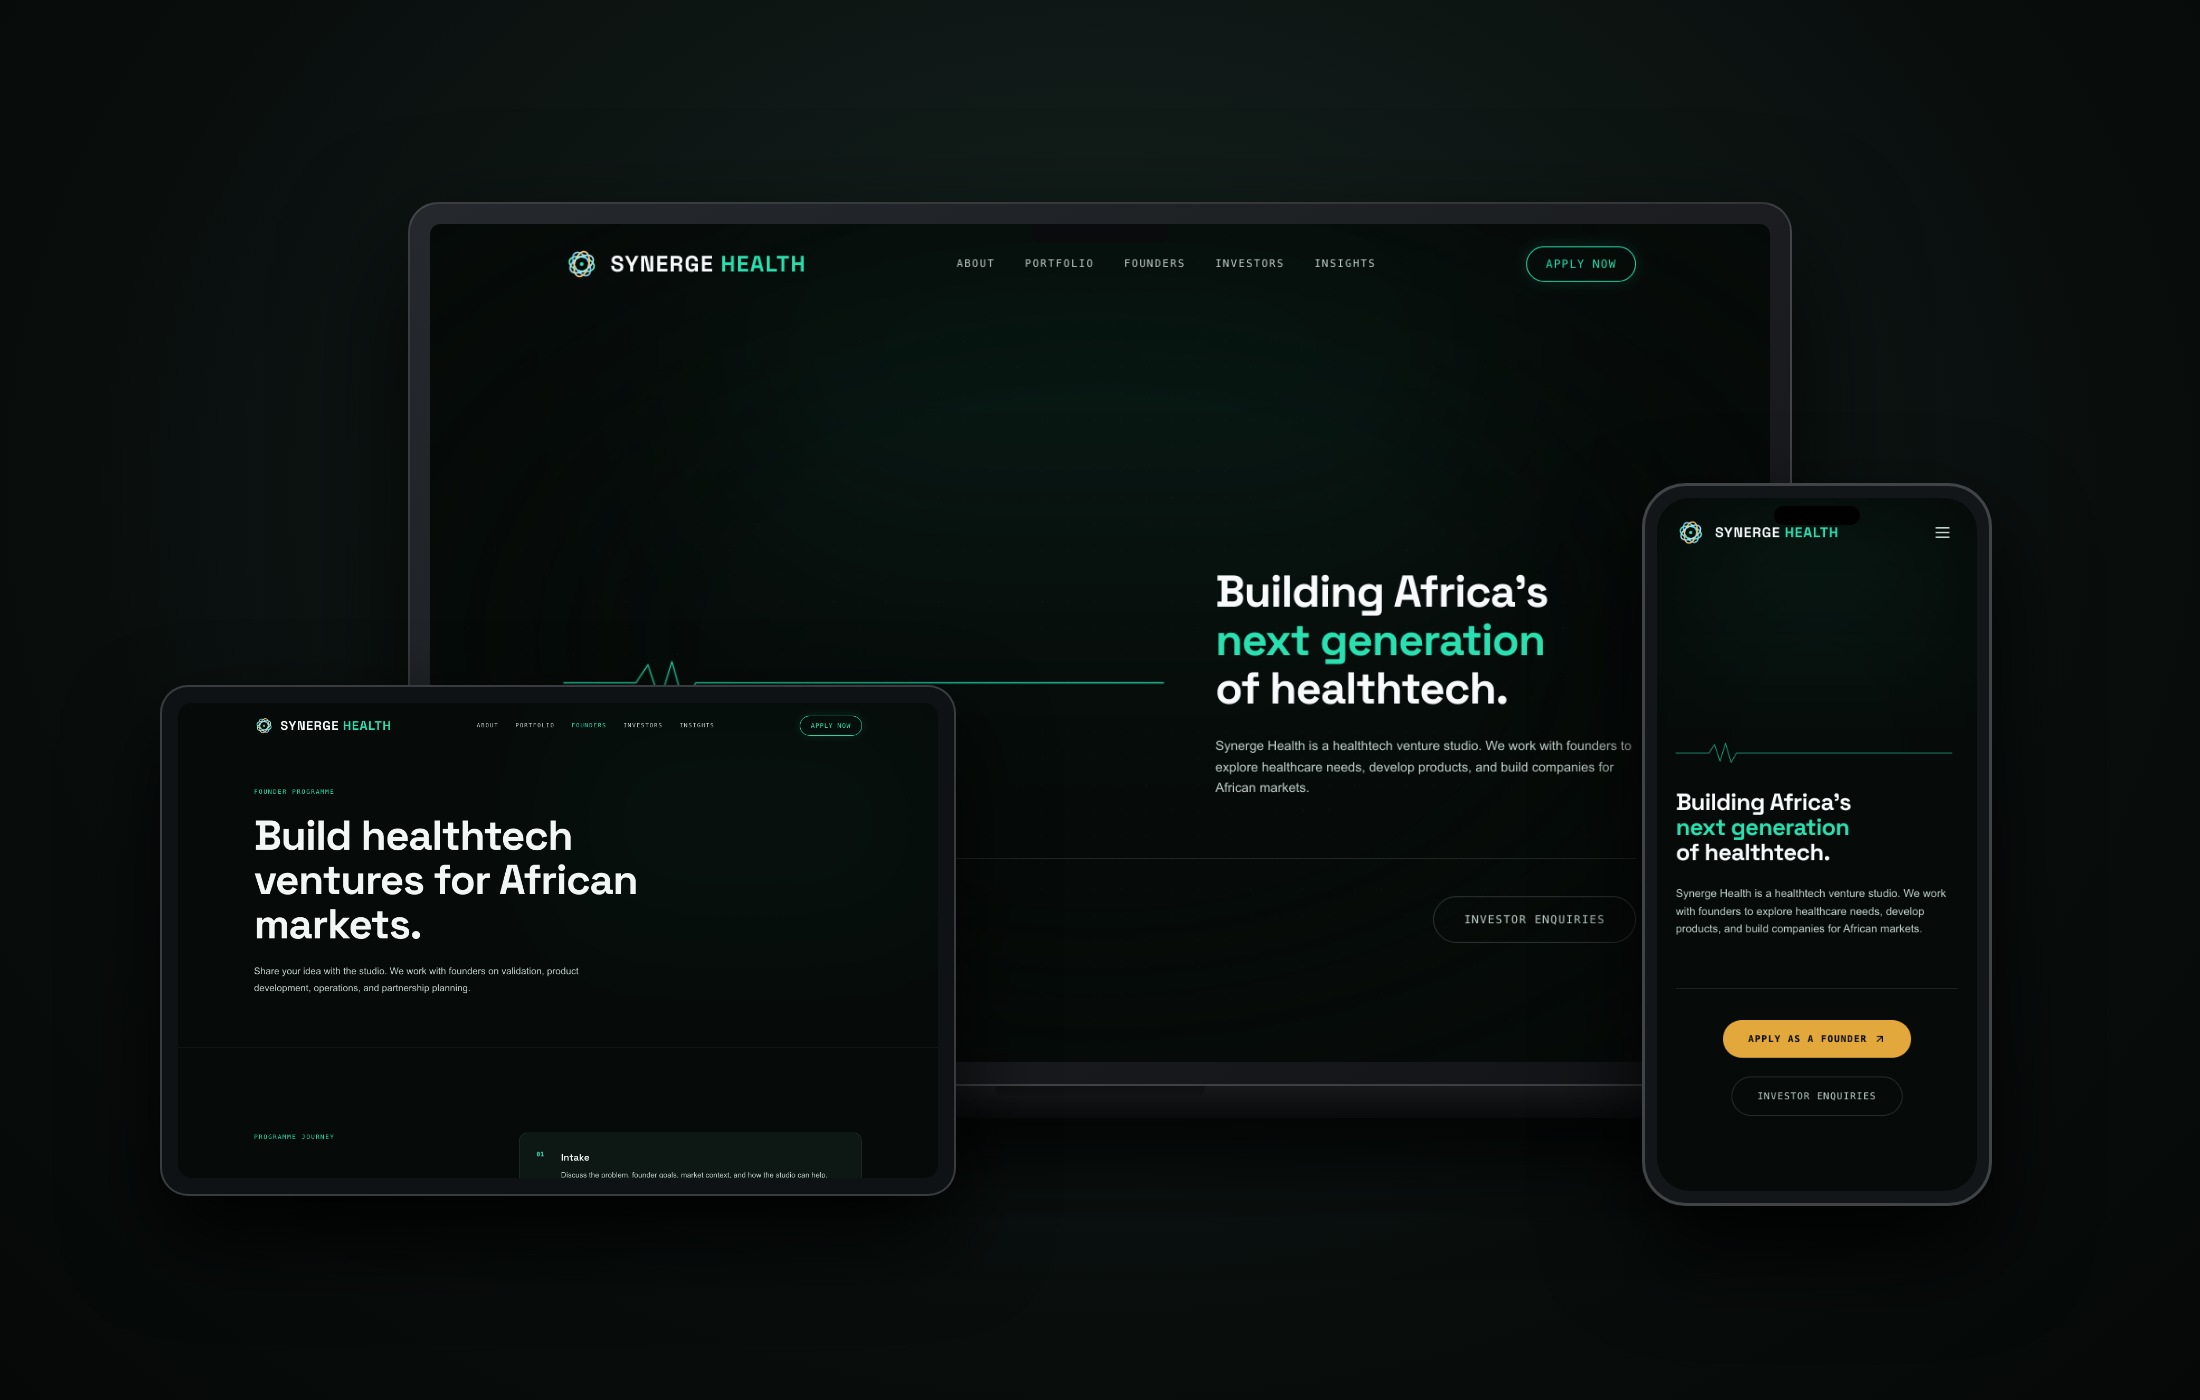 SYNERGE HEALTH
ABOUT
PORTFOLIO
FOUNDERS
INVESTORS
INSIGHTS
APPLY NOW
Building Africa’s
next generation
of healthtech.
Synerge Health is a healthtech venture studio. We work with founders to
explore healthcare needs, develop products, and build companies for
African markets.
INVESTOR ENQUIRIES
SYNERGE HEALTH
ABOUT
PORTFOLIO
FOUNDERS
INVESTORS
INSIGHTS
APPLY NOW
FOUNDER PROGRAMME
Build healthtech
ventures for African
markets.
Share your idea with the studio. We work with founders on validation, product
development, operations, and partnership planning.
PROGRAMME JOURNEY
01
Intake
Discuss the problem, founder goals, market context, and how the studio can help.
SYNERGE HEALTH
Building Africa’s
next generation
of healthtech.
Synerge Health is a healthtech venture studio. We work
with founders to explore healthcare needs, develop
products, and build companies for African markets.
APPLY AS A FOUNDER
INVESTOR ENQUIRIES